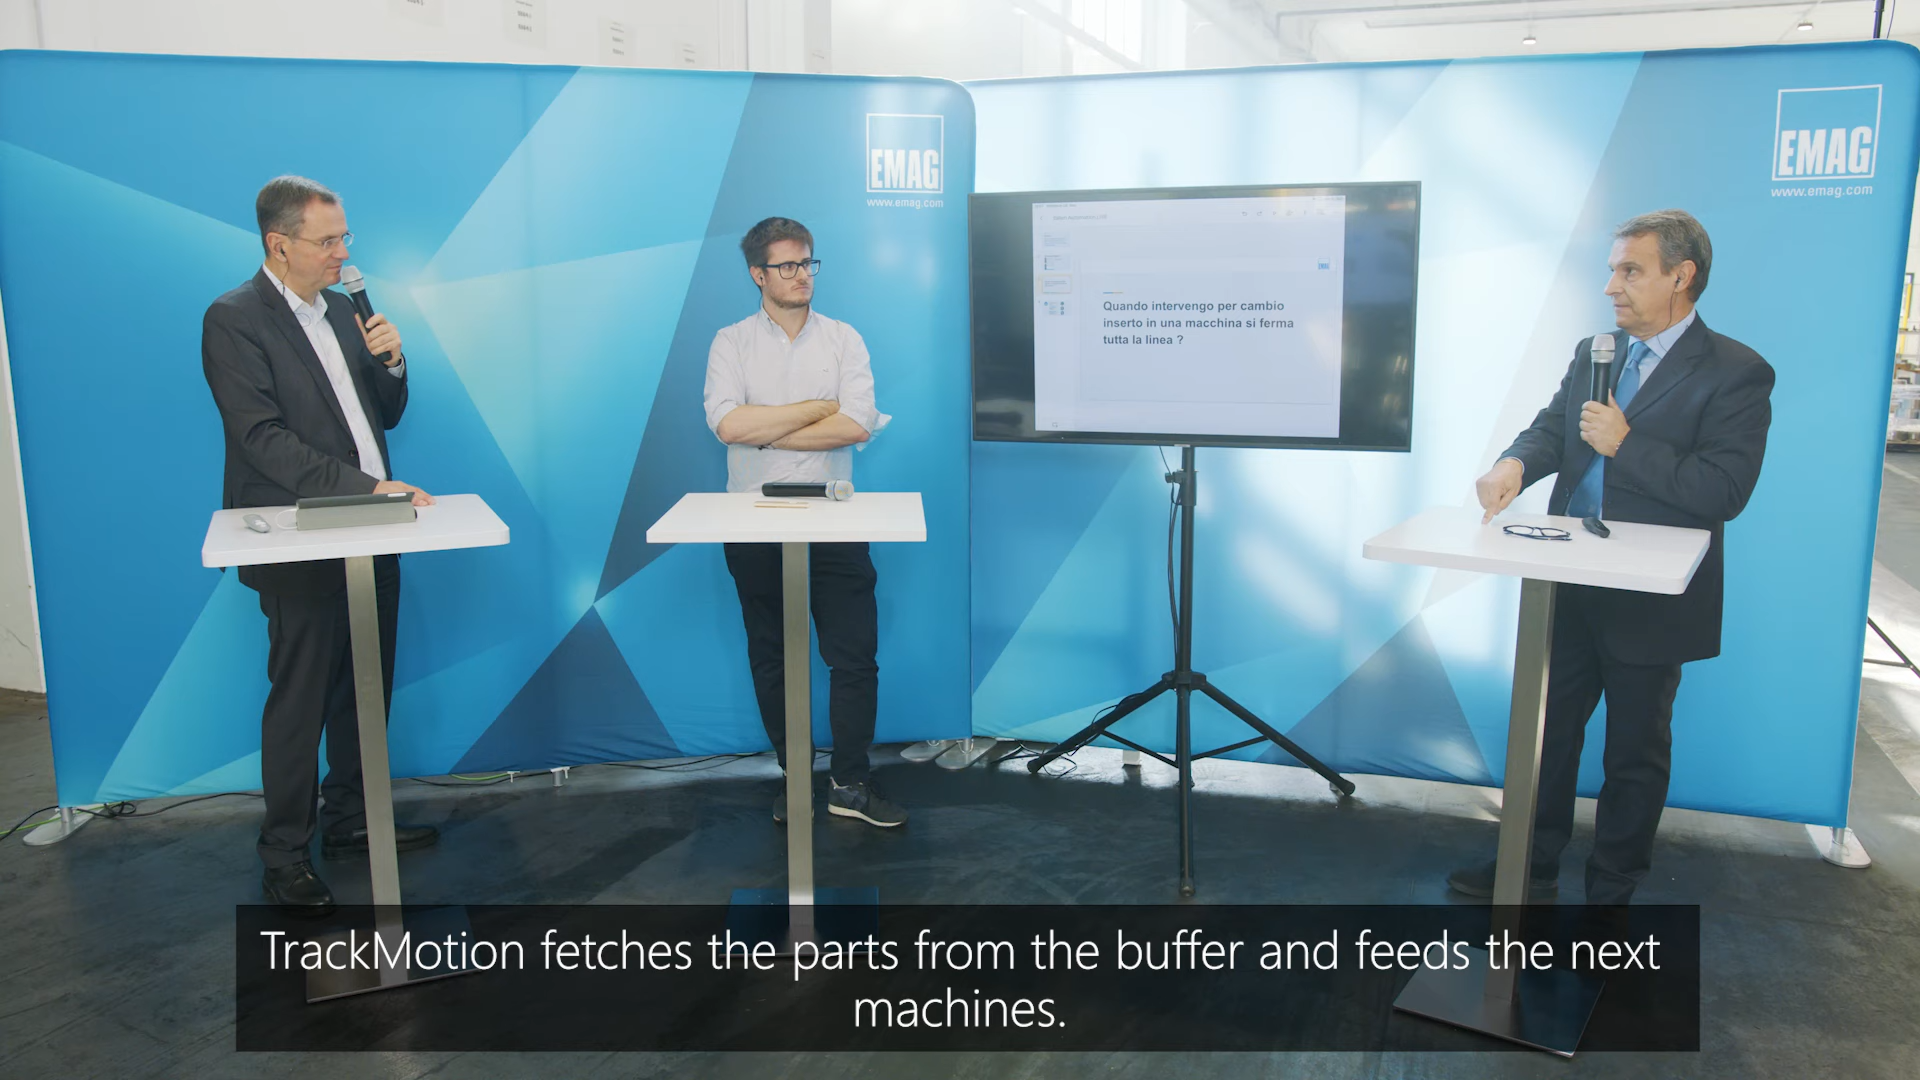 EMAG
www.emag.com
EMAG
www.emag.com
Quando intervengo per cambio
inserto in una macchina si ferma
tutta la linea ?
TrackMotion fetches the parts from the buffer and feeds the next
machines.